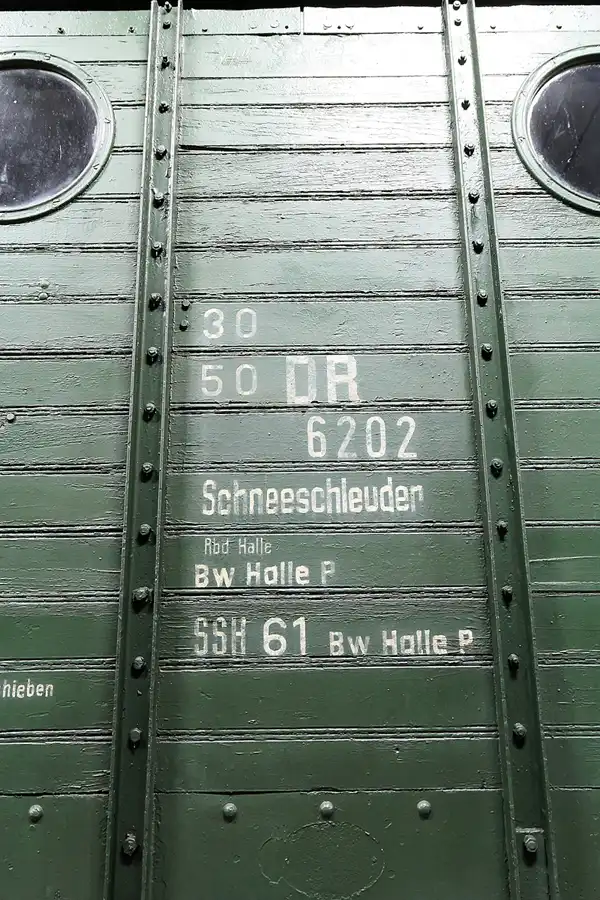 30
50 DR
6202
Schneeschleuder
Rbd Halle
Bw Halle P
SSH 61 Bw Halle P
hieben